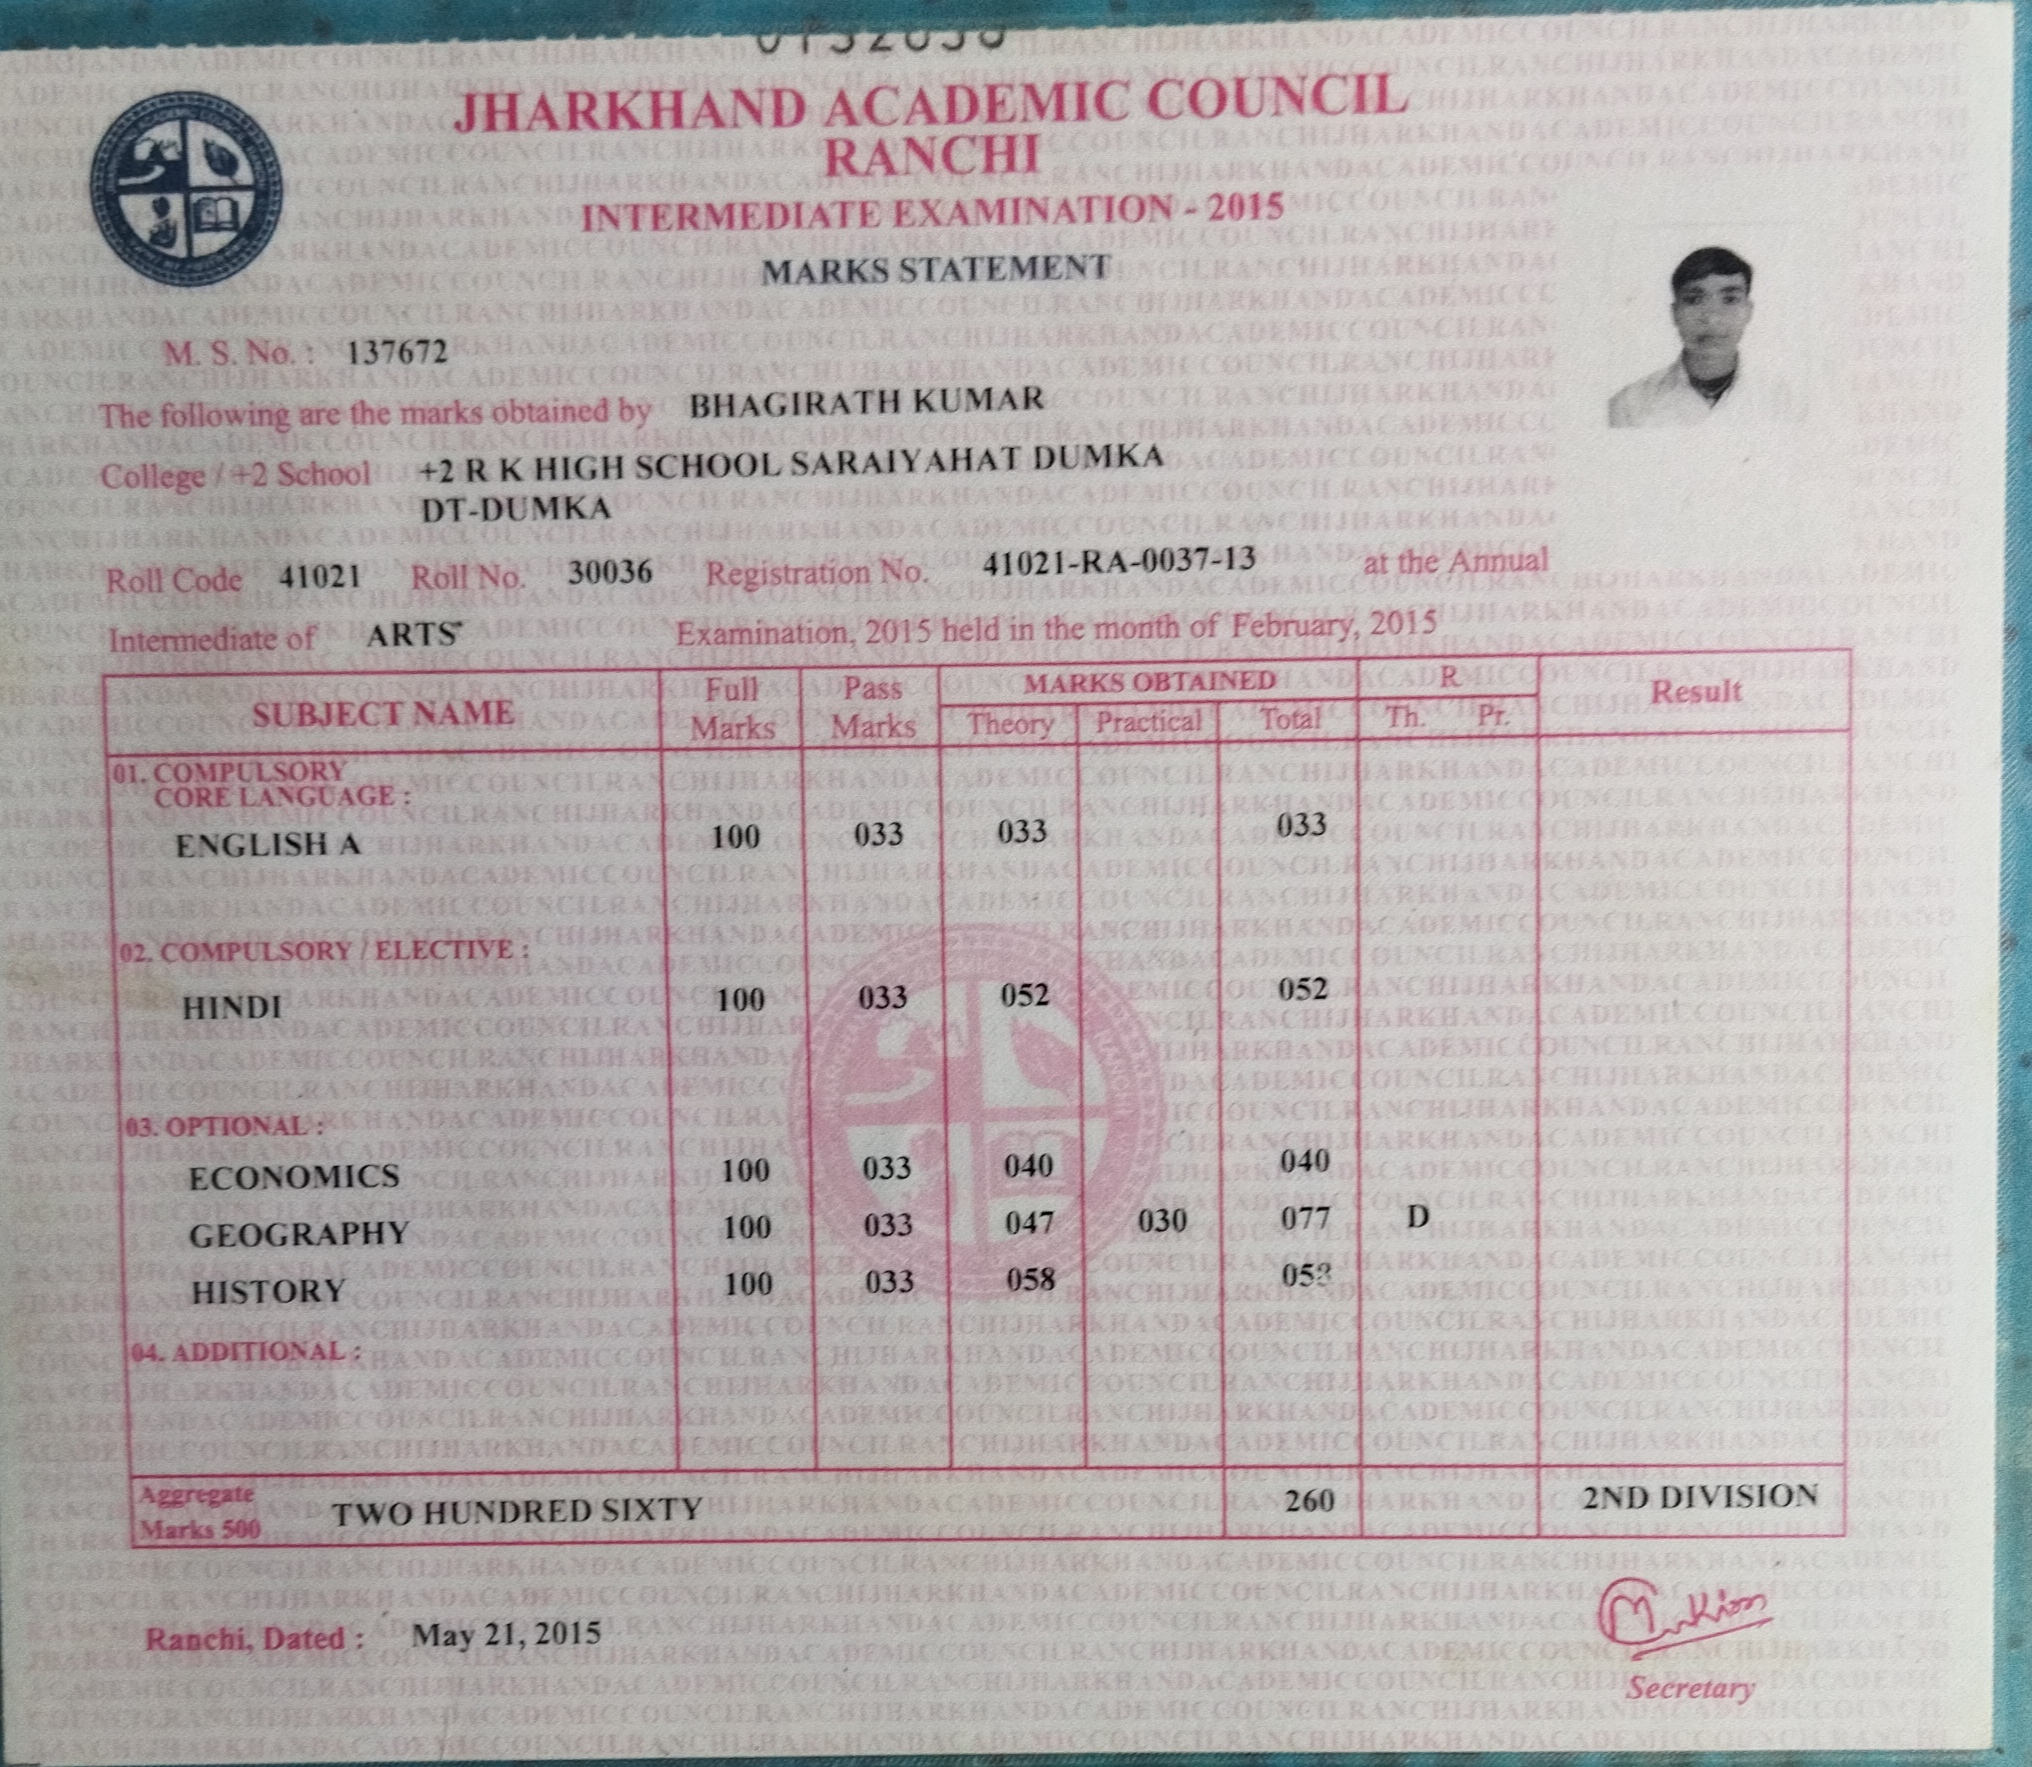 JHARKHAND ACADEMIC COUNCIL
RANCHI
INTERMEDIATE EXAMINATION - 2015
MARKS STATEMENT
M. S. No. : 137672
The following are the marks obtained by BHAGIRATH KUMAR
College / +2 School +2 R K HIGH SCHOOL SARAIYAHAT DUMKA
DT-DUMKA
Roll Code 41021 Roll No. 30036 Registration No. 41021-RA-0037-13 at the Annual
Intermediate of ARTS Examination, 2015 held in the month of February, 2015
SUBJECT NAME Full Marks Pass Marks MARKS OBTAINED R Result
Theory Practical Total Th. Pr.
01. COMPULSORY
CORE LANGUAGE :
ENGLISH A 100 033 033 033
02. COMPULSORY / ELECTIVE :
HINDI 100 033 052 052
03. OPTIONAL :
ECONOMICS 100 033 040 040
GEOGRAPHY 100 033 047 030 077 D
HISTORY 100 033 058 058
04. ADDITIONAL :
Aggregate
Marks 500 TWO HUNDRED SIXTY 260 2ND DIVISION
Ranchi, Dated : May 21, 2015
Secretary